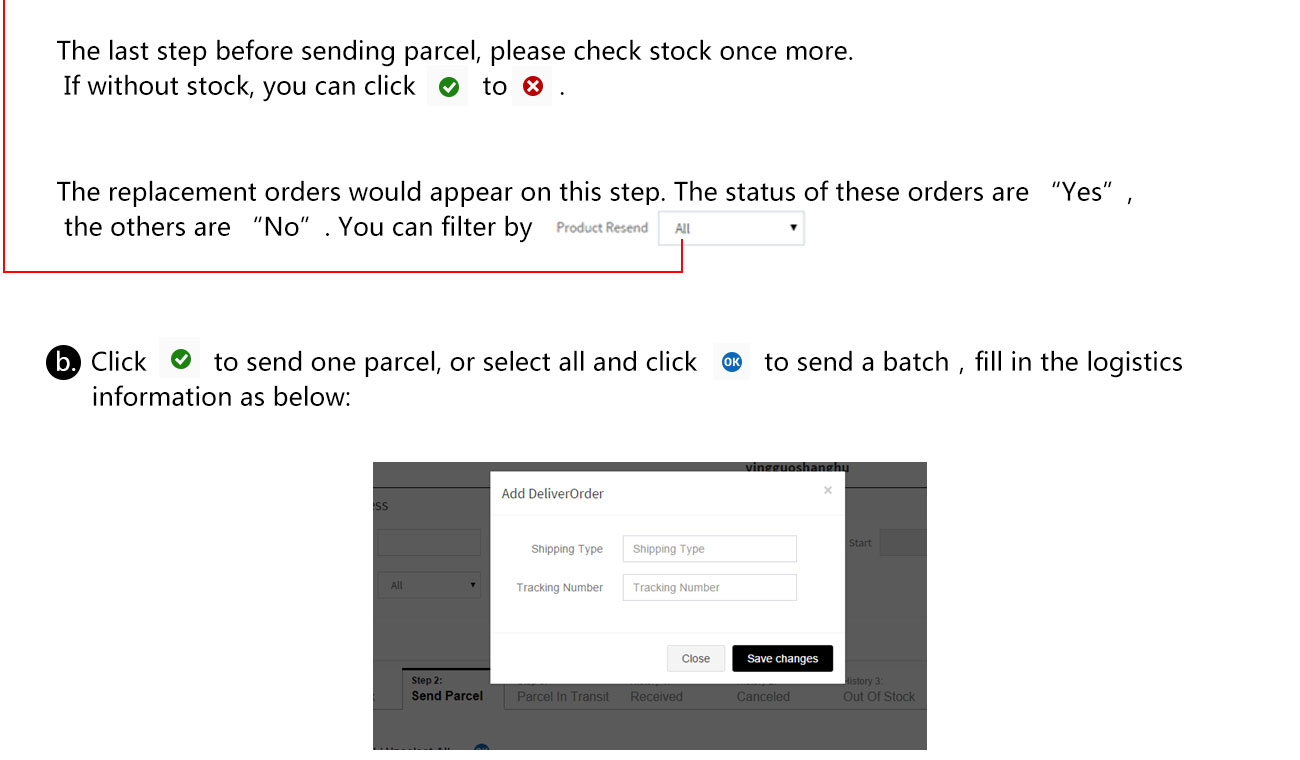 The last step before sending parcel, please check stock once more.
If without stock, you can click to .
The replacement orders would appear on this step. The status of these orders are “Yes”,
the others are “No”. You can filter by Product Resend All
b. Click to send one parcel, or select all and click OK to send a batch , fill in the logistics
information as below:
yingguoshanghu
Add DeliverOrder ×
Shipping Type Shipping Type
Start
Tracking Number Tracking Number
All
Close Save changes
Step 2:
History 3:
Send Parcel Parcel In Transit Received Canceled Out Of Stock